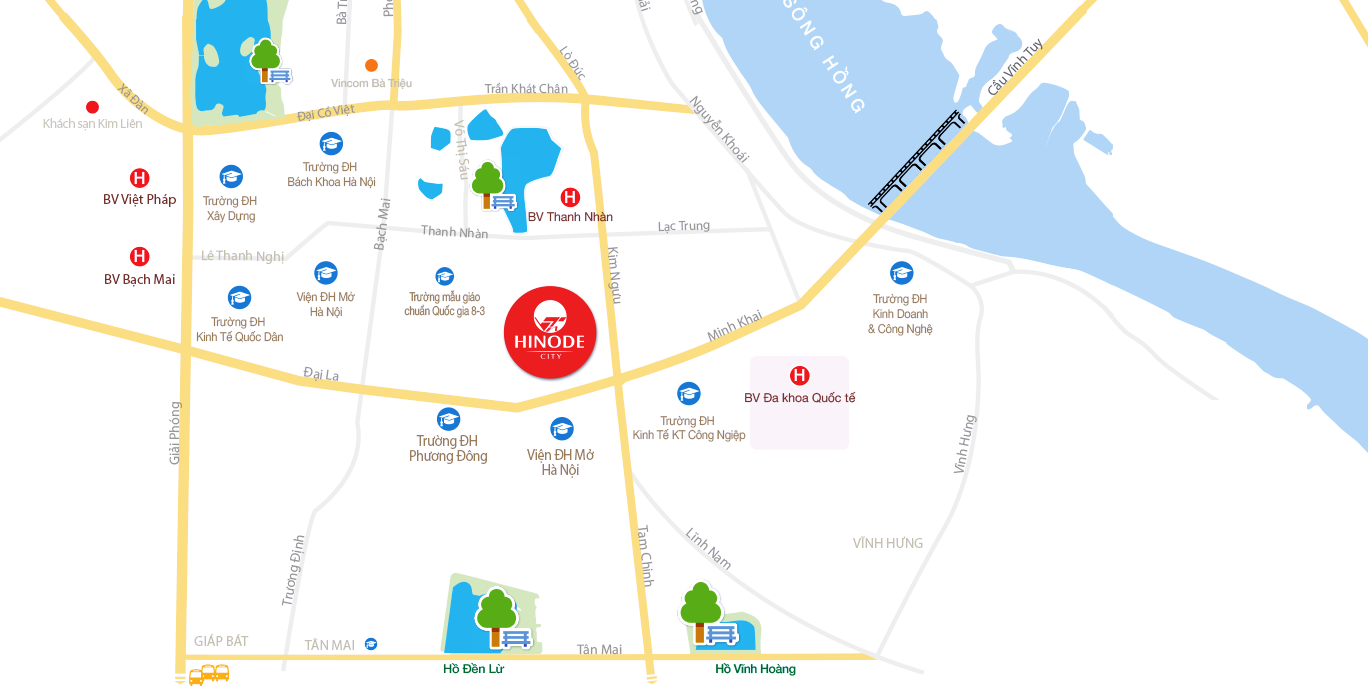 Bà Tri
Phố
ải
ng
SÔNG HỒNG
Lò Đúc
Cầu Vĩnh Tuy
Xã Đàn
Vincom Bà Triệu
Trần Khát Chân
Nguyễn Khoái
Khách sạn Kim Liên
Đại Cồ Việt
Võ Thị Sáu
Trường ĐH
Bách Khoa Hà Nội
BV Việt Pháp
Trường ĐH
Xây Dựng
H
H
BV Thanh Nhàn
Bạch Mai
Thanh Nhàn
Lạc Trung
Lê Thanh Nghị
H
BV Bạch Mai
Kim Ngưu
Viện ĐH Mở
Hà Nội
Trường mẫu giáo
chuẩn Quốc gia 8-3
Trường ĐH
Kinh Doanh
& Công Nghệ
Trường ĐH
Kinh Tế Quốc Dân
HINODE
CITY
Minh Khai
Đại La
H
BV Đa khoa Quốc tế
Giải Phóng
Trường ĐH
Phương Đông
Viện ĐH Mở
Hà Nội
Trường ĐH
Kinh Tế KT Công Ngiệp
Vĩnh Hưng
Trương Định
Tam Chinh
Lĩnh Nam
VĨNH HƯNG
GIÁP BÁT
TÂN MAI
Tân Mai
Hồ Đền Lừ
Hồ Vĩnh Hoàng